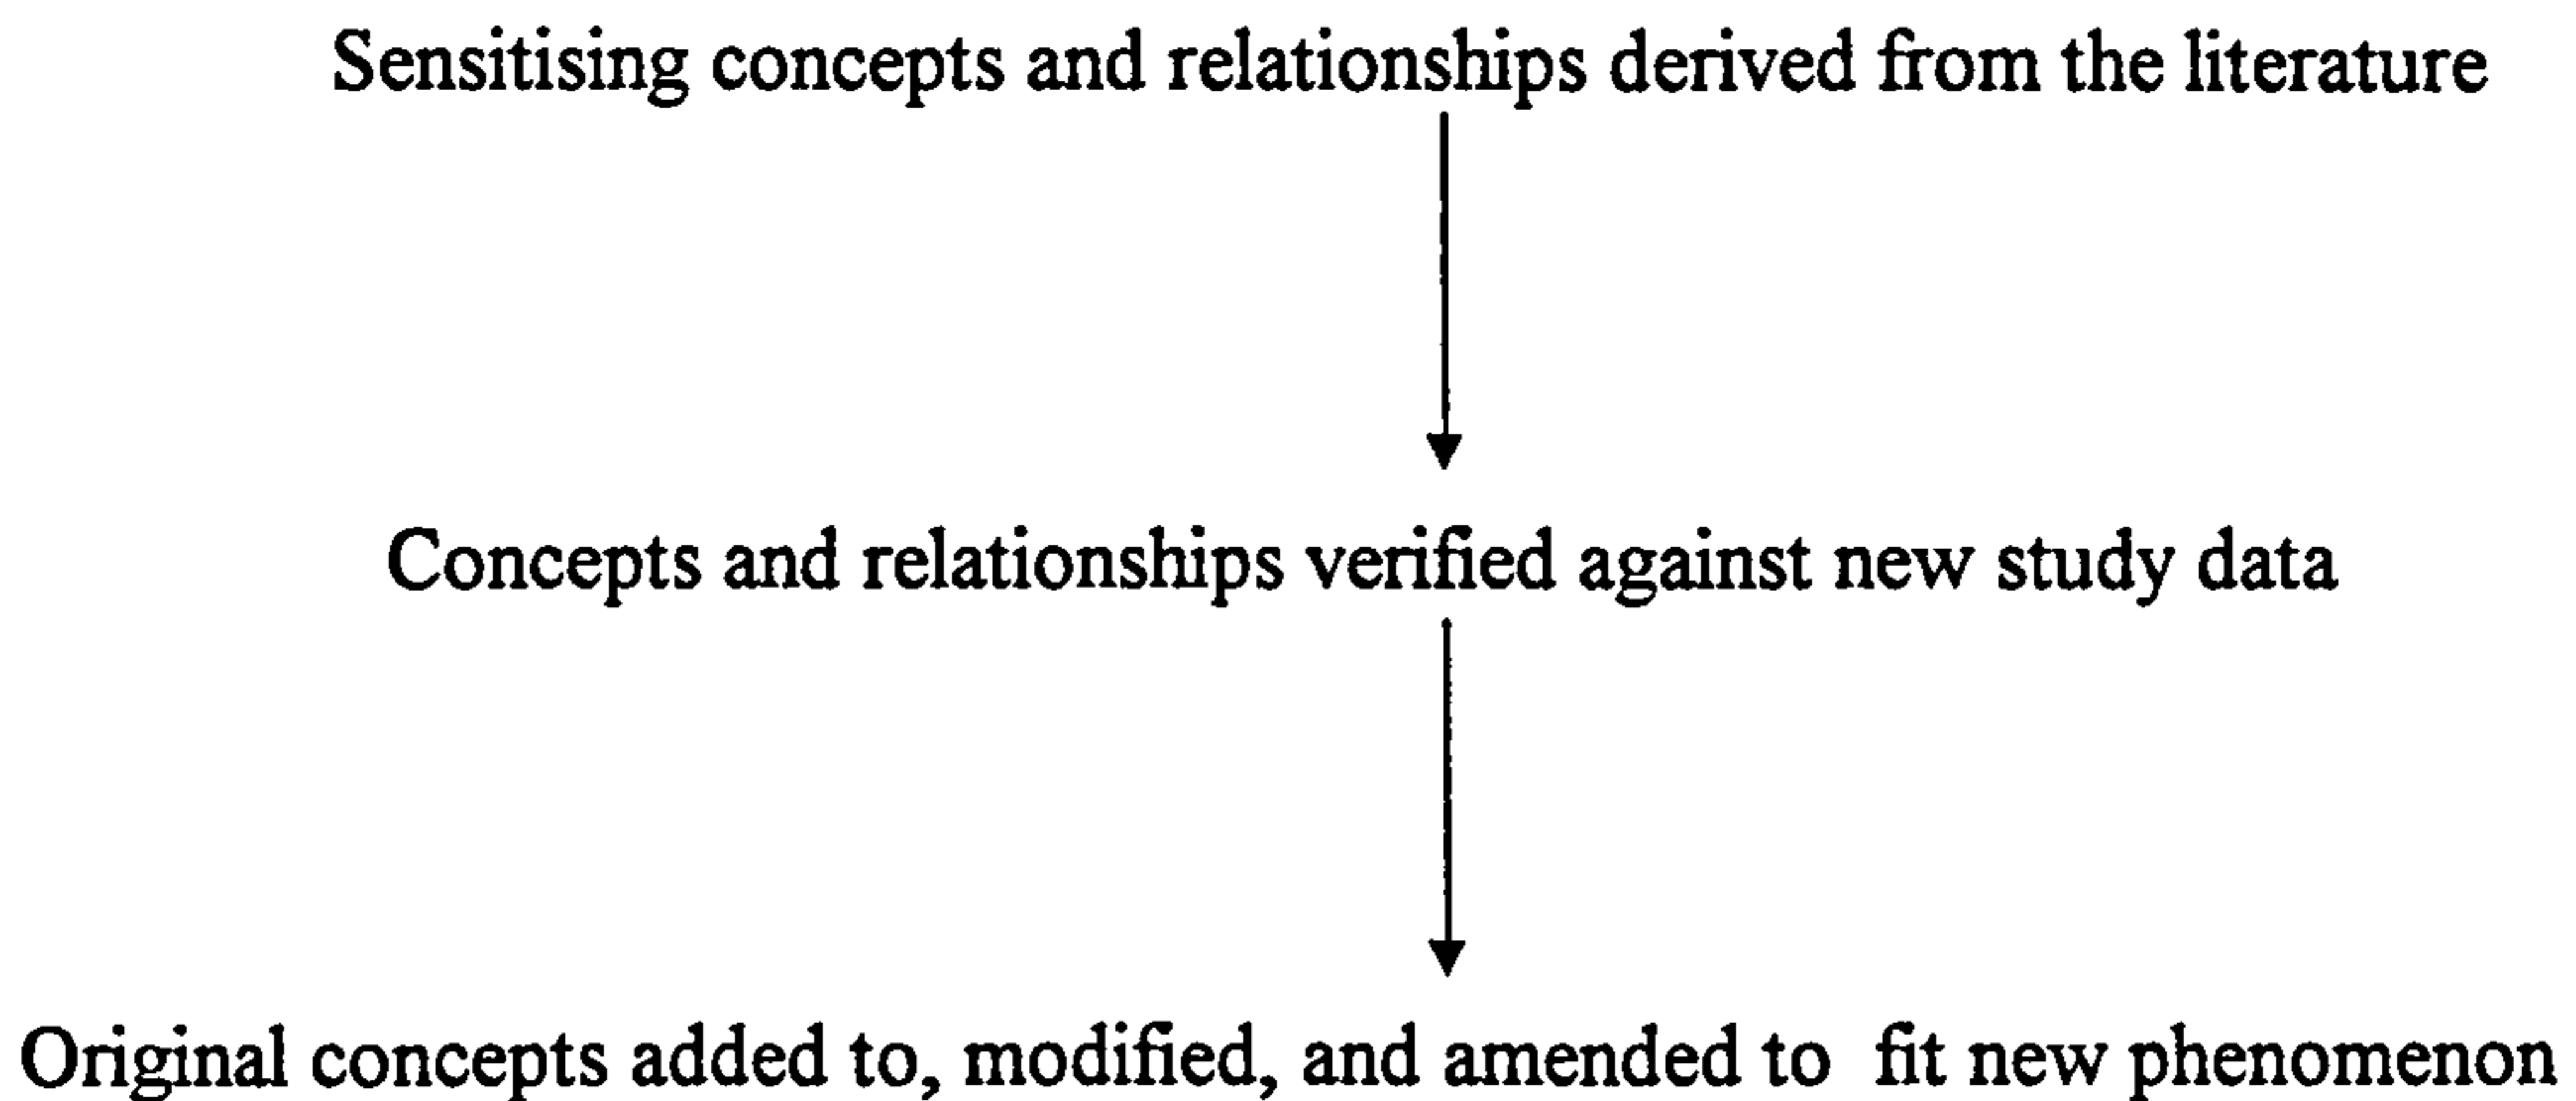 Sensitising concepts and relationships derived from the literature
Concepts and relationships verified against new study data
Original concepts added to, modified, and amended to fit new phenomenon